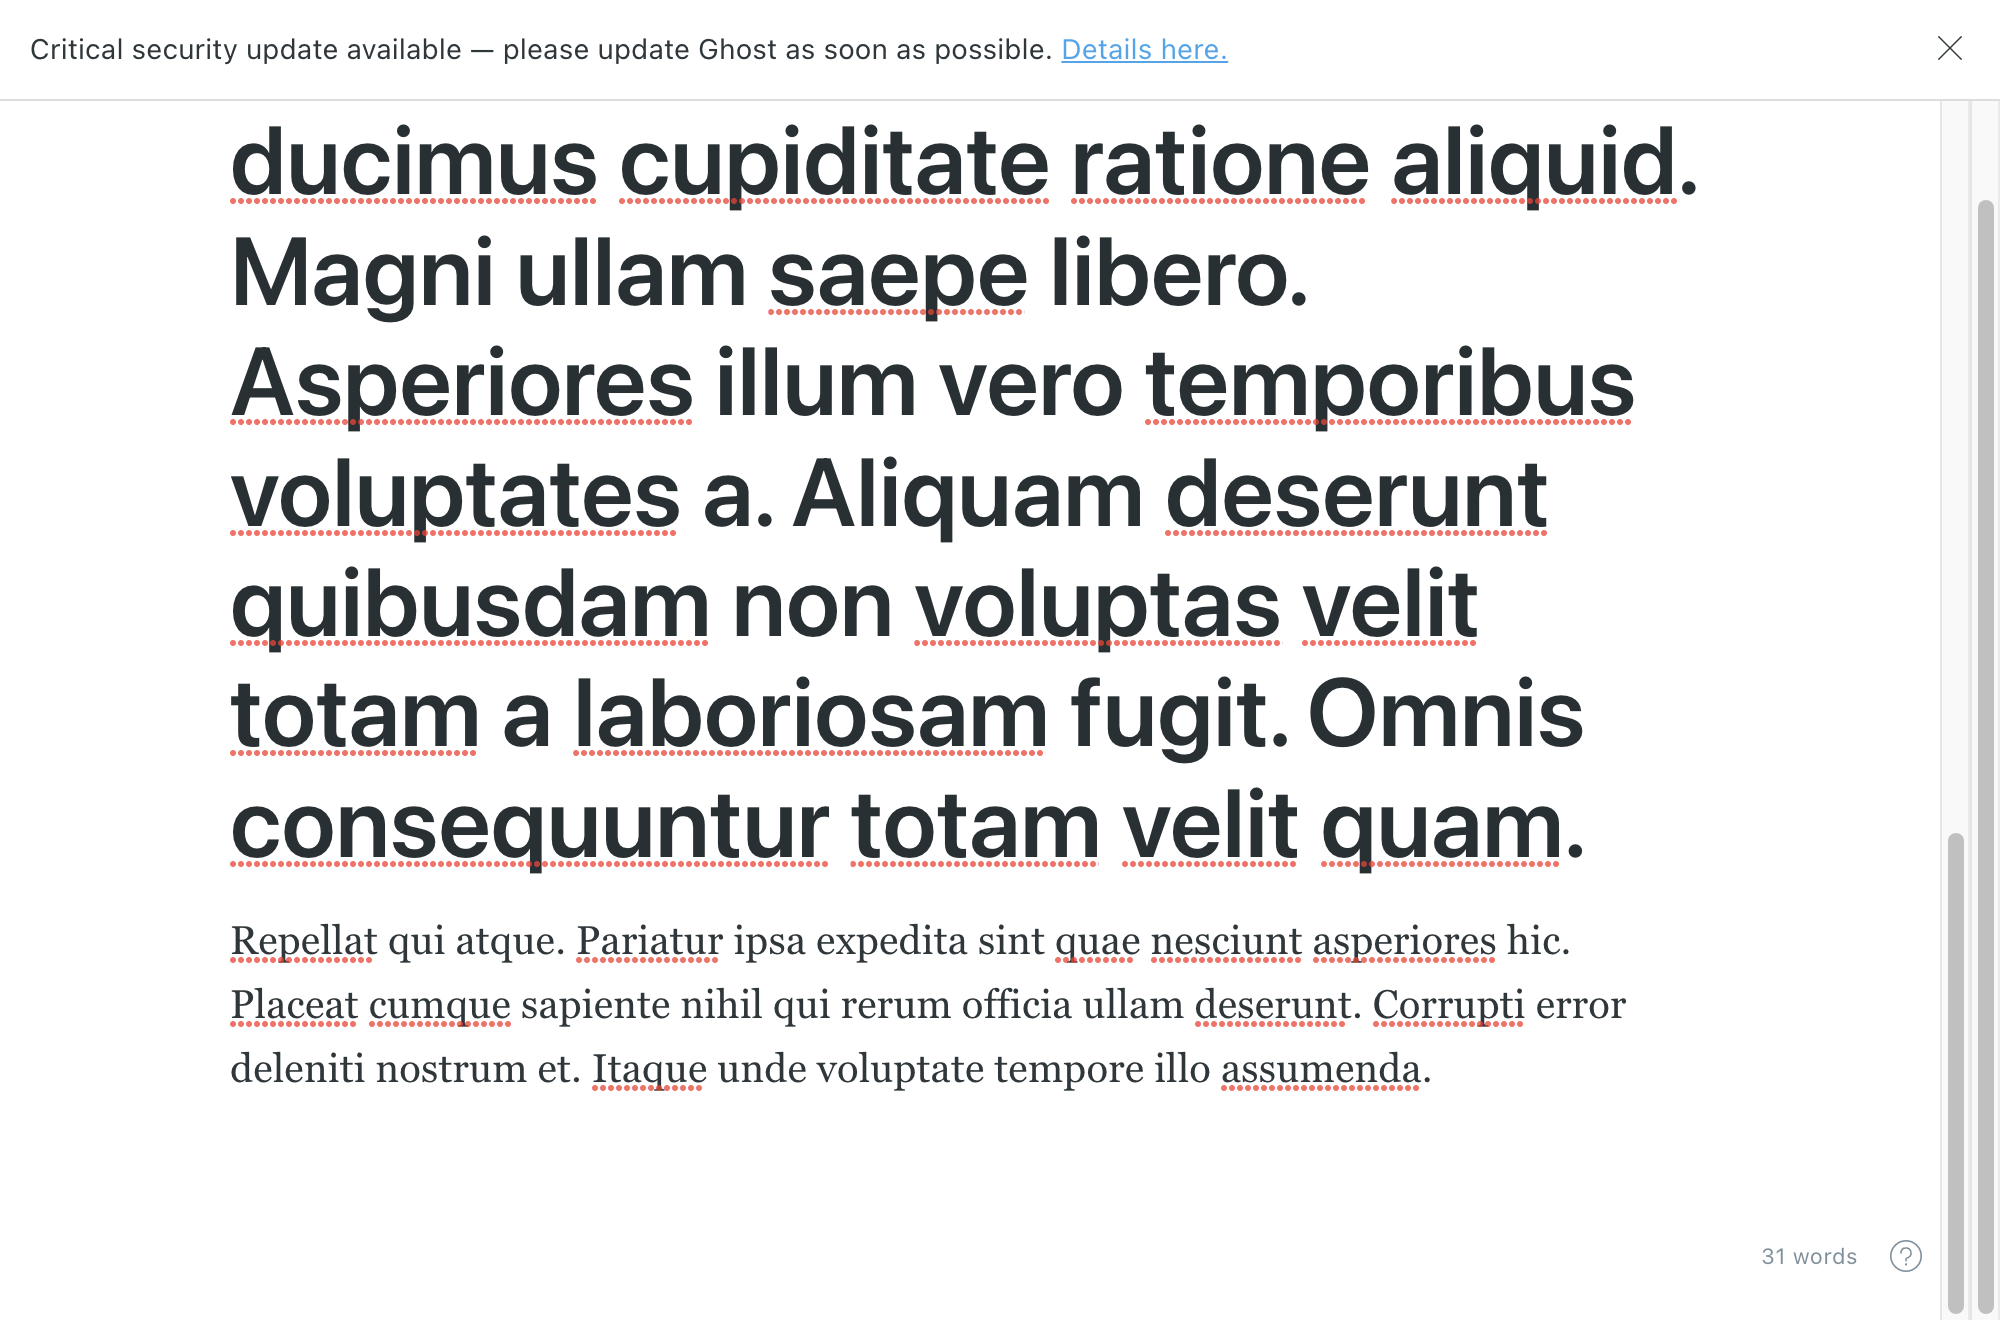 Critical security update available — please update Ghost as soon as possible. Details here.
ducimus cupiditate ratione aliquid.
Magni ullam saepe libero.
Asperiores illum vero temporibus
voluptates a. Aliquam deserunt
quibusdam non voluptas velit
totam a laboriosam fugit. Omnis
consequuntur totam velit quam.
Repellat qui atque. Pariatur ipsa expedita sint quae nesciunt asperiores hic.
Placeat cumque sapiente nihil qui rerum officia ullam deserunt. Corrupti error
deleniti nostrum et. Itaque unde voluptate tempore illo assumenda.
31 words ?